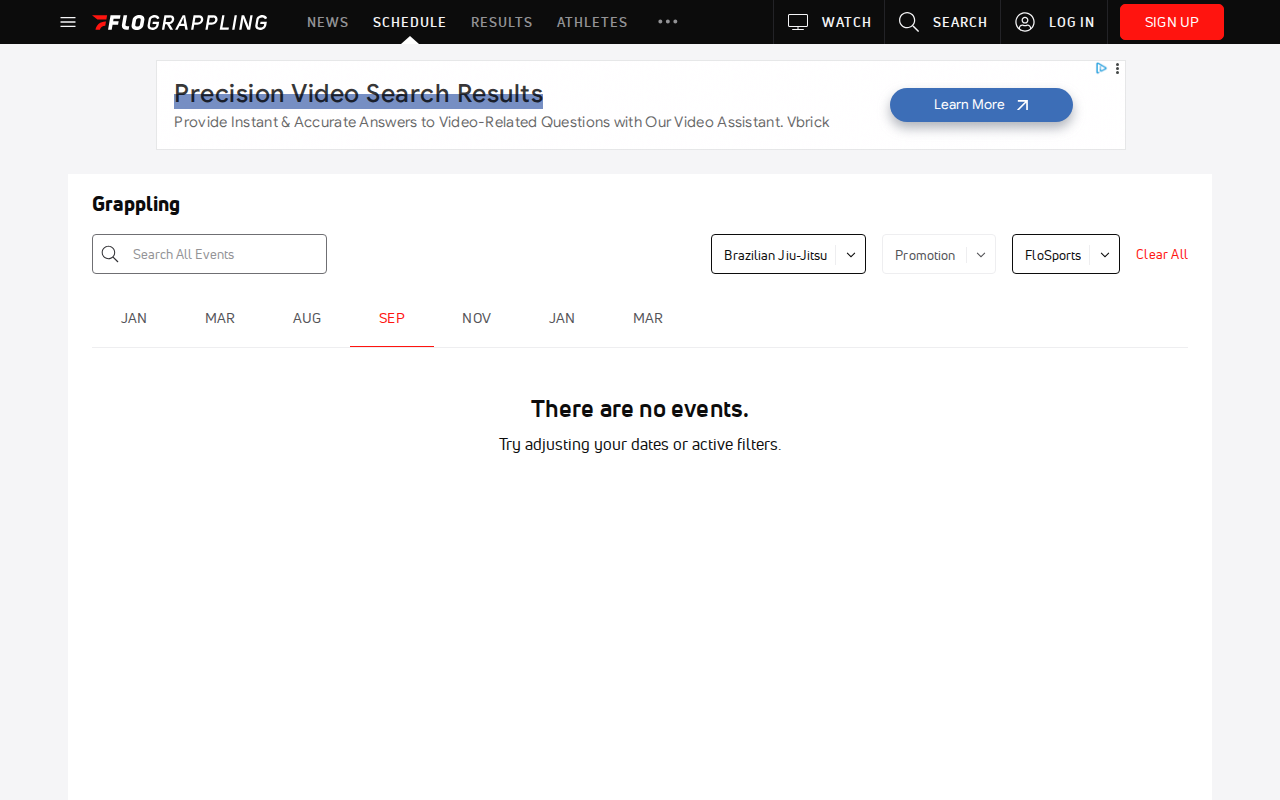 FLOGRAPPLING NEWS SCHEDULE RESULTS ATHLETES WATCH SEARCH LOG IN SIGN UP
Precision Video Search Results
Provide Instant & Accurate Answers to Video-Related Questions with Our Video Assistant. Vbrick
Learn More
Grappling
Search All Events Brazilian Jiu-Jitsu Promotion FloSports Clear All
JAN MAR AUG SEP NOV JAN MAR
There are no events.
Try adjusting your dates or active filters.